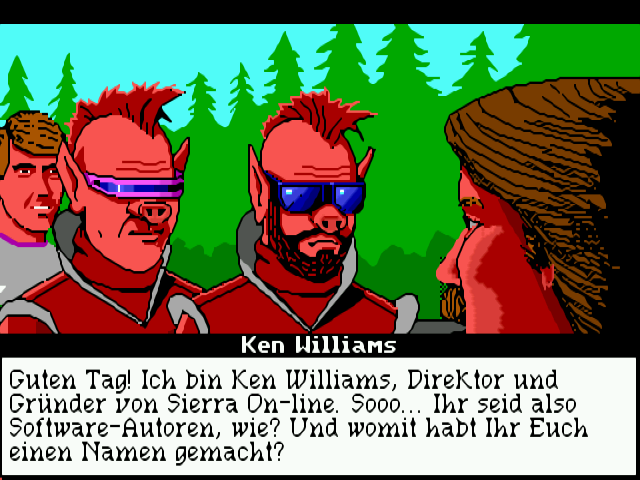 Ken Williams
Guten Tag! Ich bin Ken Williams, Direktor und
Gründer von Sierra On-line. Sooo... Ihr seid also
Software-Autoren, wie? Und womit habt Ihr Euch
einen Namen gemacht?